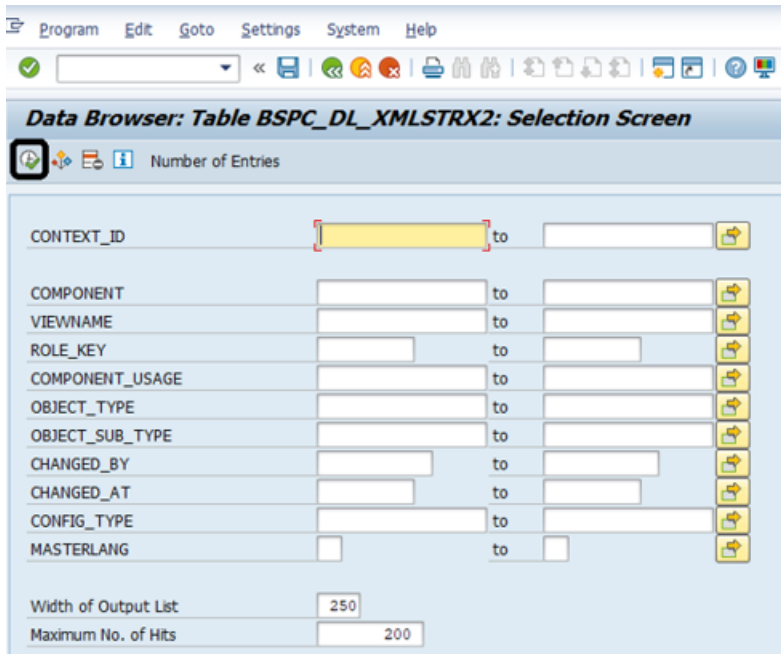 Program Edit Goto Settings System Help
Data Browser: Table BSPC_DL_XMLSTRX2: Selection Screen
Number of Entries
CONTEXT_ID to
COMPONENT to
VIEWNAME to
ROLE_KEY to
COMPONENT_USAGE to
OBJECT_TYPE to
OBJECT_SUB_TYPE to
CHANGED_BY to
CHANGED_AT to
CONFIG_TYPE to
MASTERLANG to
Width of Output List 250
Maximum No. of Hits 200